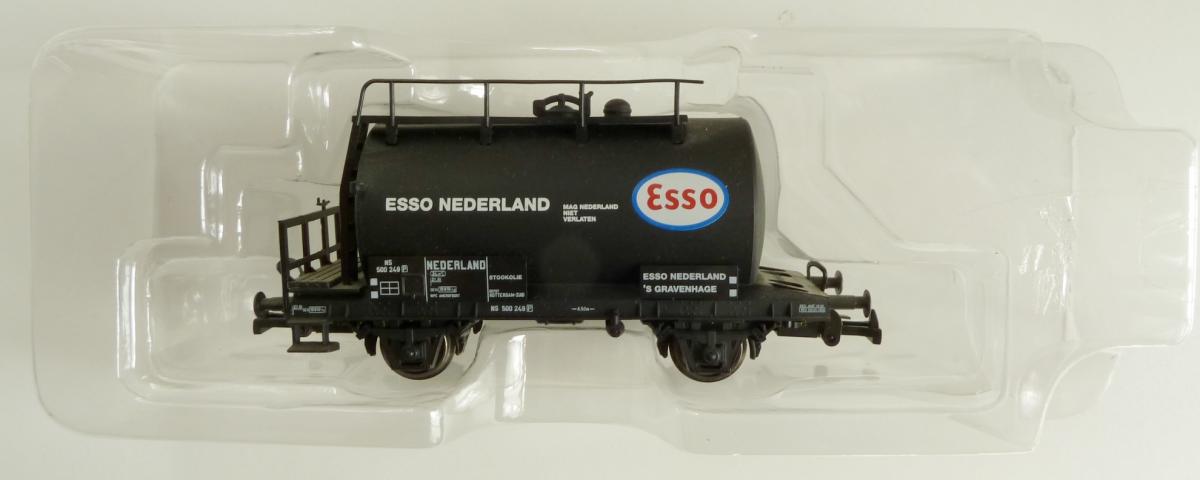 ESSO NEDERLAND
MAG NEDERLAND
NIET
VERLATEN
Esso
NS
500 249 P
NEDERLAND
STOOKOLIE
ROTTERDAM-ZUID
NS 500 249 P
ESSO NEDERLAND
'S GRAVENHAGE